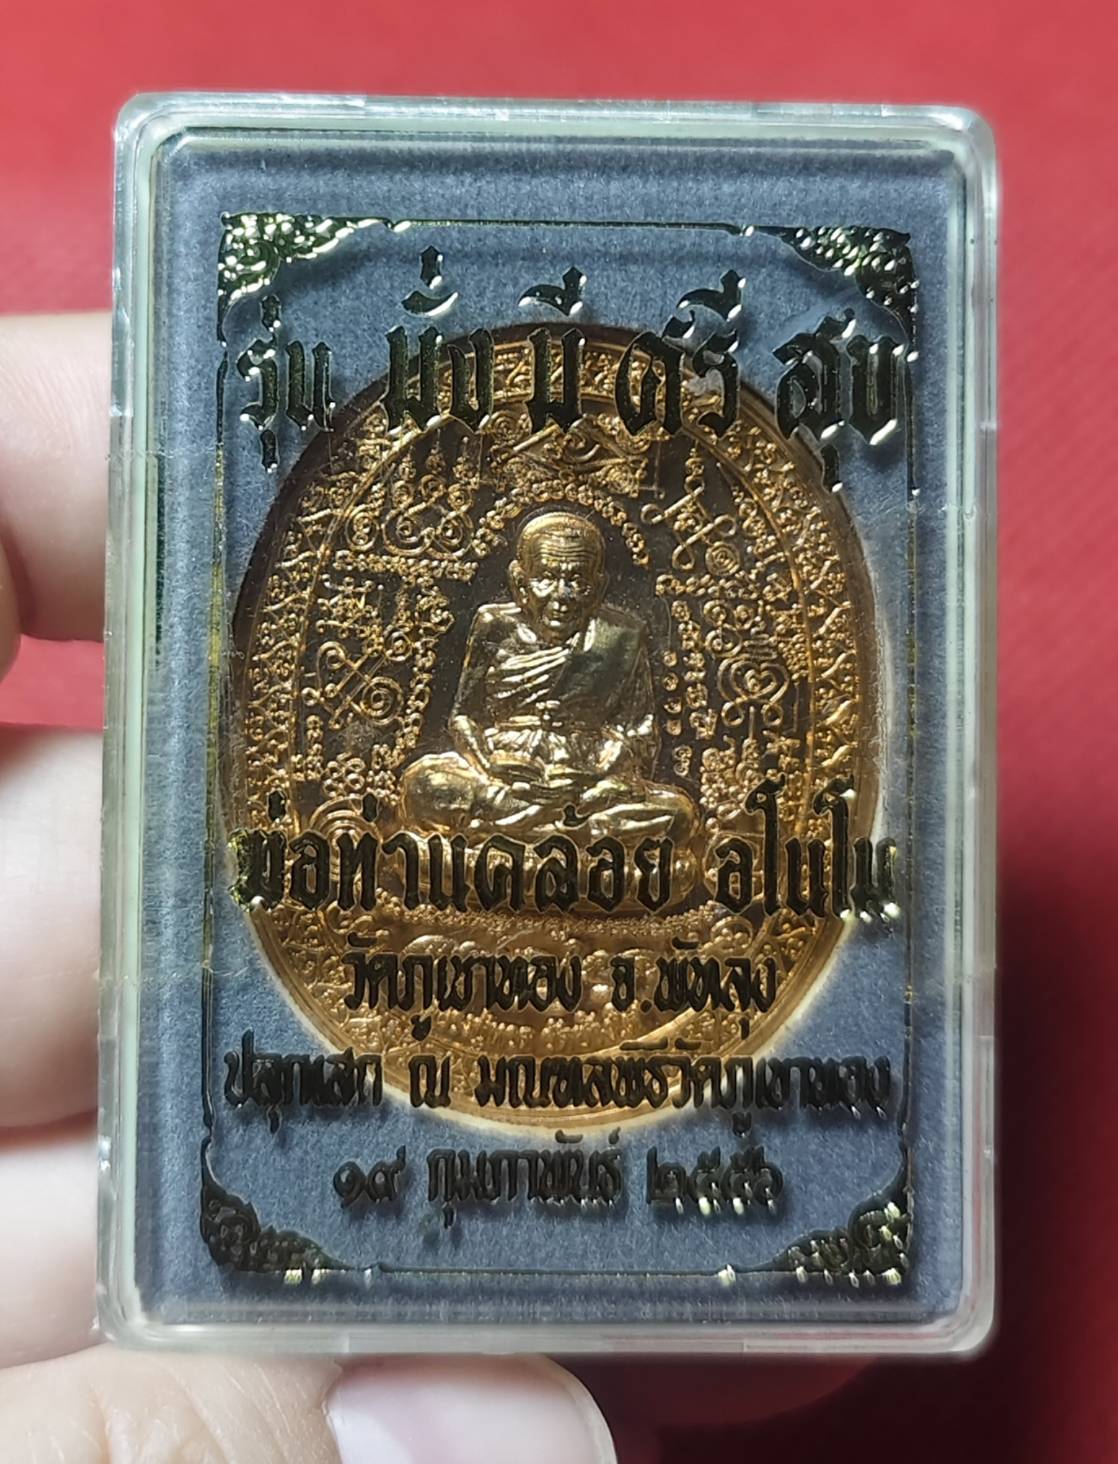 รุ่น มั่ง มี ศรี สุข
พ่อท่านคล้อย อโนโม
วัดภูเขาทอง จ.พัทลุง
ปลุกเสก ณ มณฑลพิธีวัดภูเขาทอง
๑๙ กุมภาพันธ์ ๒๕๕๖